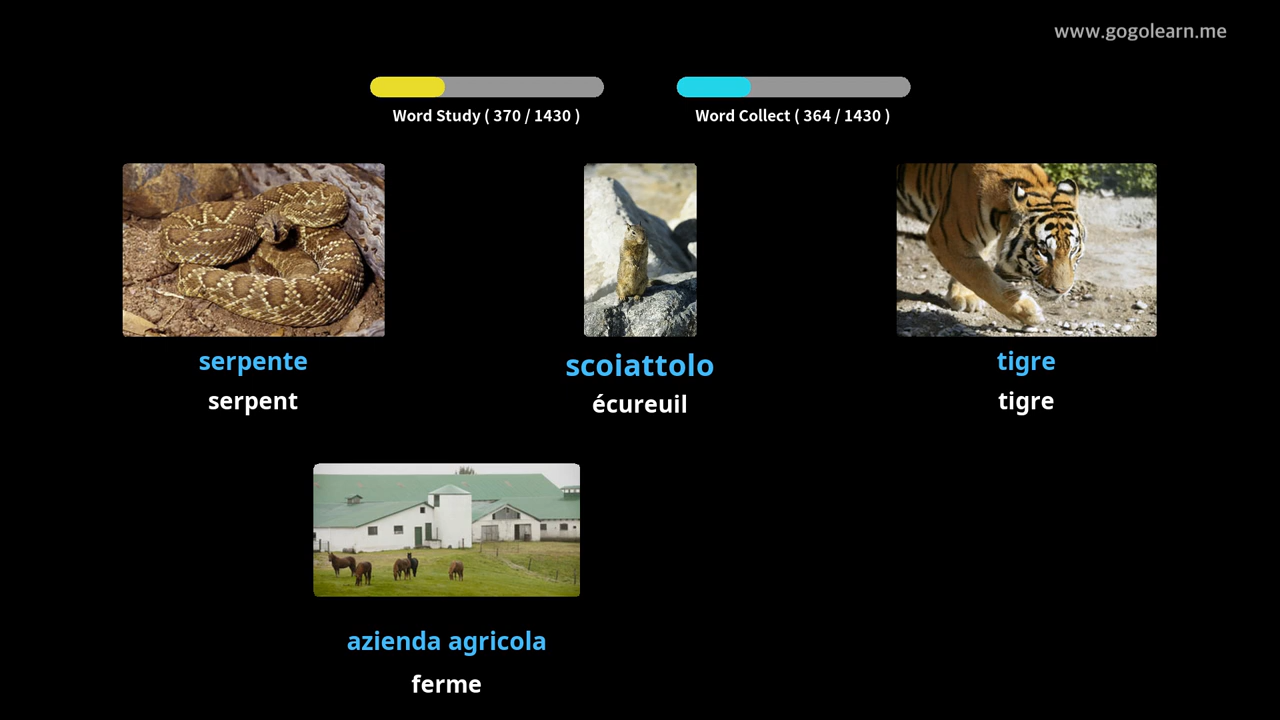 www.gogolearn.me
Word Study ( 370 / 1430 )
Word Collect ( 364 / 1430 )
serpente
serpent
scoiattolo
écureuil
tigre
tigre
azienda agricola
ferme